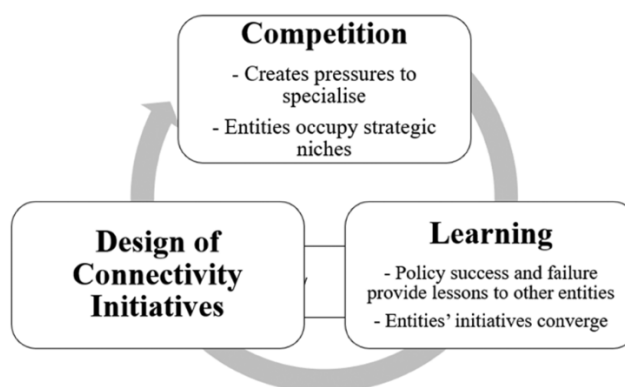 Competition
- Creates pressures to
specialise
- Entities occupy strategic
niches
Design of
Connectivity
Initiatives
Learning
- Policy success and failure
provide lessons to other entities
- Entities' initiatives converge